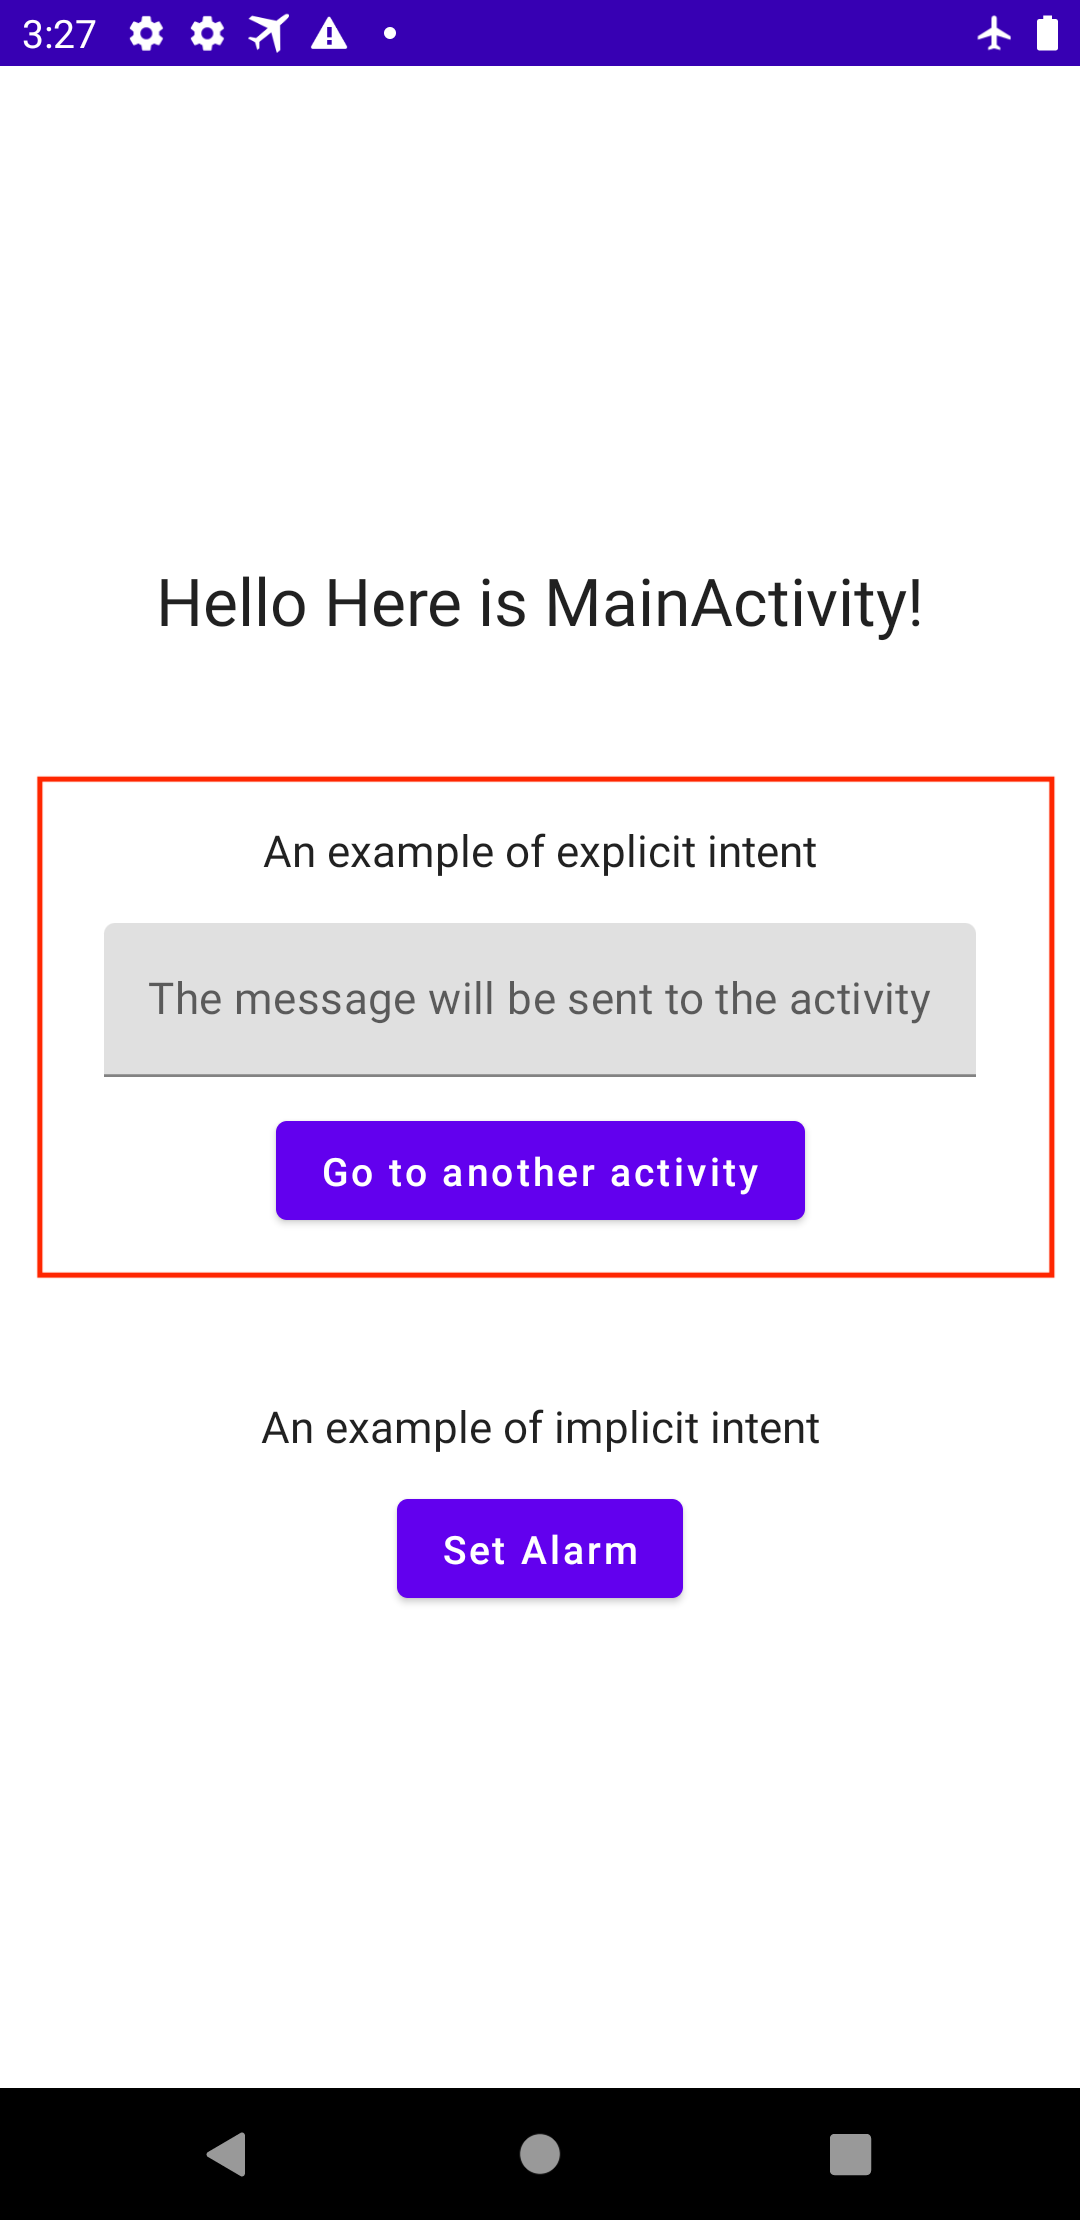 3:27
Hello Here is MainActivity!
An example of explicit intent
The message will be sent to the activity
Go to another activity
An example of implicit intent
Set Alarm